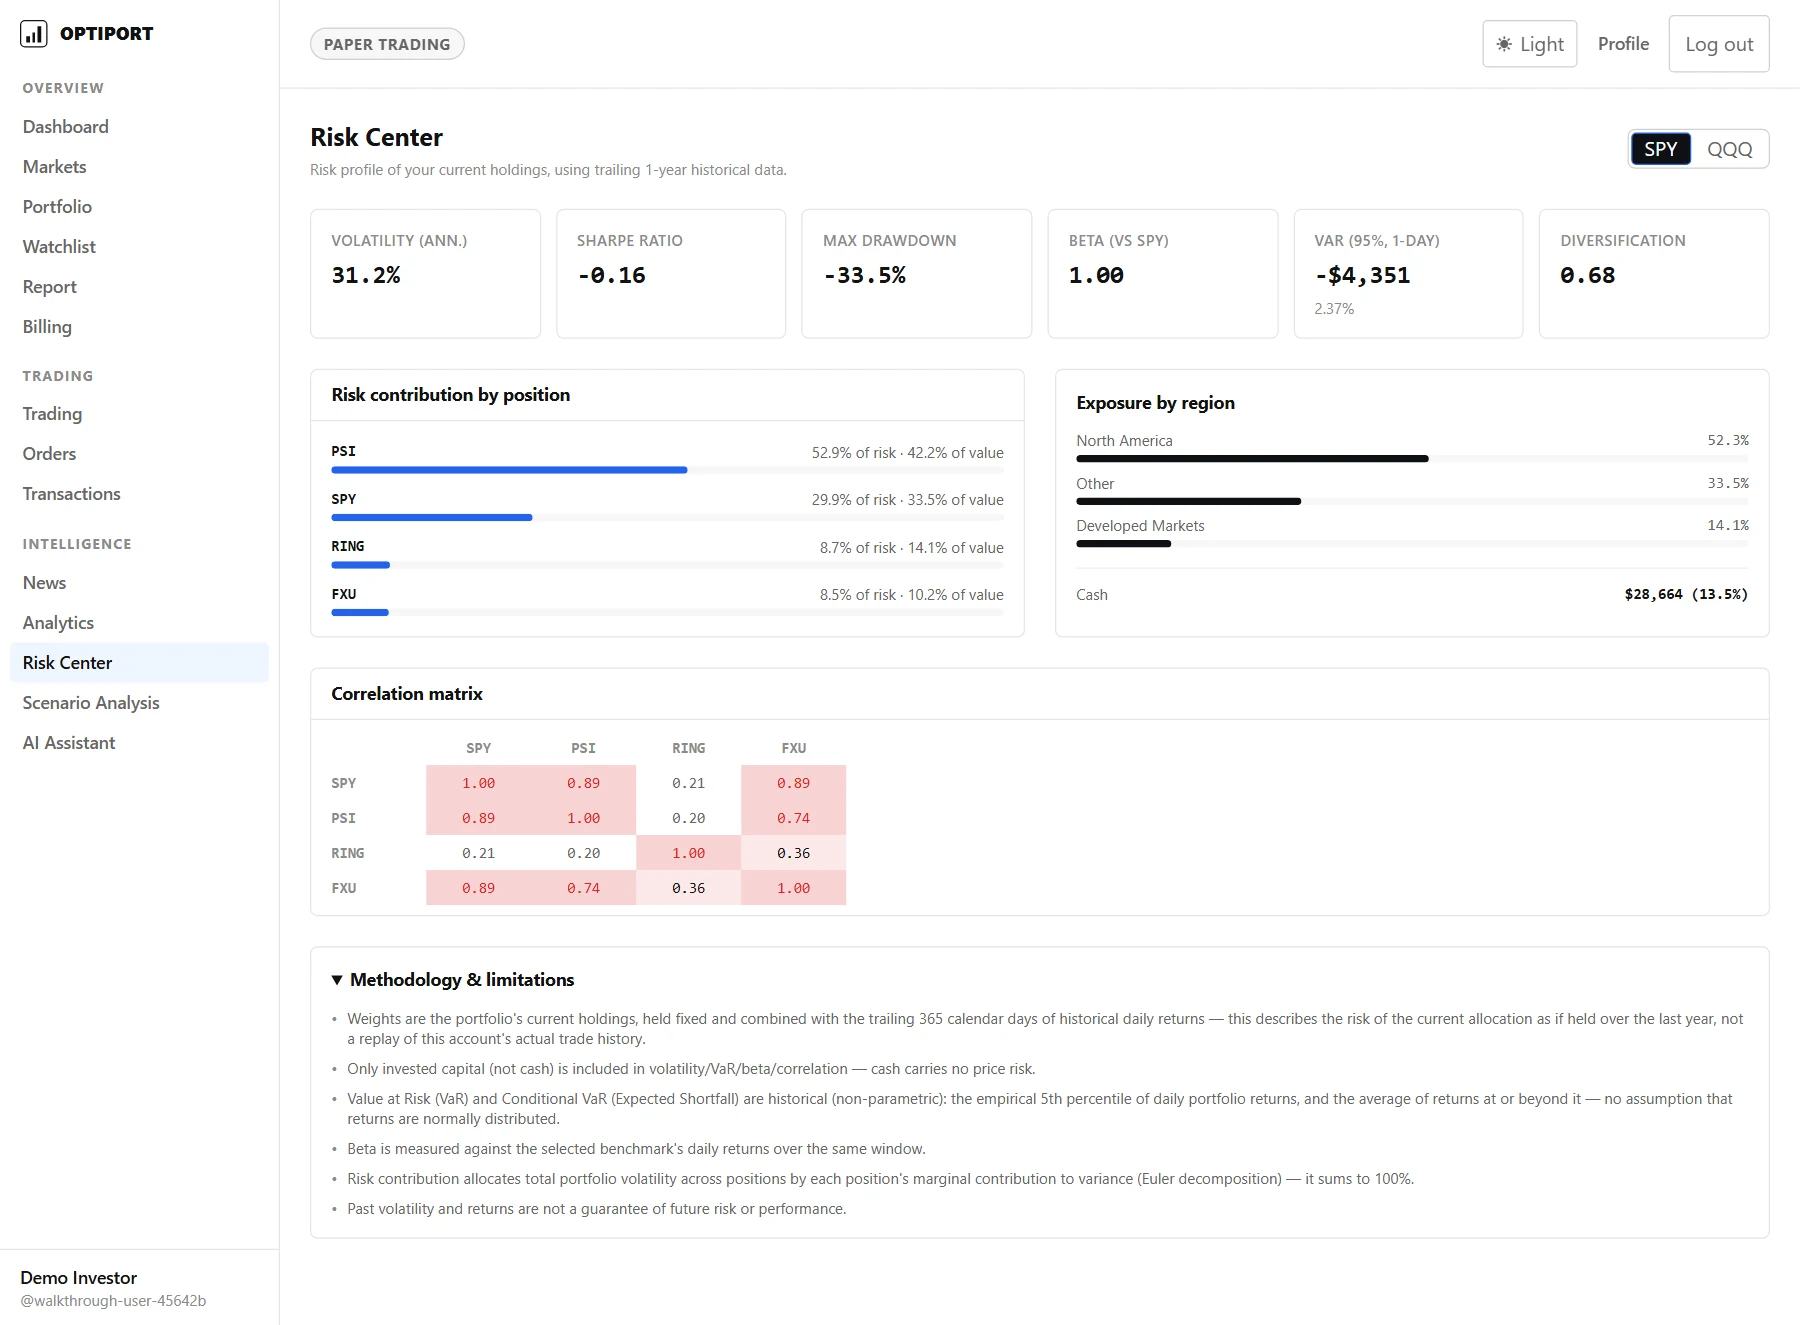 OPTIPORT
OVERVIEW
Dashboard
Markets
Portfolio
Watchlist
Report
Billing
TRADING
Trading
Orders
Transactions
INTELLIGENCE
News
Analytics
Risk Center
Scenario Analysis
AI Assistant
Demo Investor
@walkthrough-user-45642b
PAPER TRADING
Light
Profile
Log out
Risk Center
Risk profile of your current holdings, using trailing 1-year historical data.
SPY QQQ
VOLATILITY (ANN.)
31.2%
SHARPE RATIO
-0.16
MAX DRAWDOWN
-33.5%
BETA (VS SPY)
1.00
VAR (95%, 1-DAY)
-$4,351
2.37%
DIVERSIFICATION
0.68
Risk contribution by position
PSI 52.9% of risk · 42.2% of value
SPY 29.9% of risk · 33.5% of value
RING 8.7% of risk · 14.1% of value
FXU 8.5% of risk · 10.2% of value
Exposure by region
North America 52.3%
Other 33.5%
Developed Markets 14.1%
Cash $28,664 (13.5%)
Correlation matrix
SPY PSI RING FXU
SPY 1.00 0.89 0.21 0.89
PSI 0.89 1.00 0.20 0.74
RING 0.21 0.20 1.00 0.36
FXU 0.89 0.74 0.36 1.00
▼ Methodology & limitations
• Weights are the portfolio's current holdings, held fixed and combined with the trailing 365 calendar days of historical daily returns — this describes the risk of the current allocation as if held over the last year, not
a replay of this account's actual trade history.
• Only invested capital (not cash) is included in volatility/VaR/beta/correlation — cash carries no price risk.
• Value at Risk (VaR) and Conditional VaR (Expected Shortfall) are historical (non-parametric): the empirical 5th percentile of daily portfolio returns, and the average of returns at or beyond it — no assumption that
returns are normally distributed.
• Beta is measured against the selected benchmark's daily returns over the same window.
• Risk contribution allocates total portfolio volatility across positions by each position's marginal contribution to variance (Euler decomposition) — it sums to 100%.
• Past volatility and returns are not a guarantee of future risk or performance.